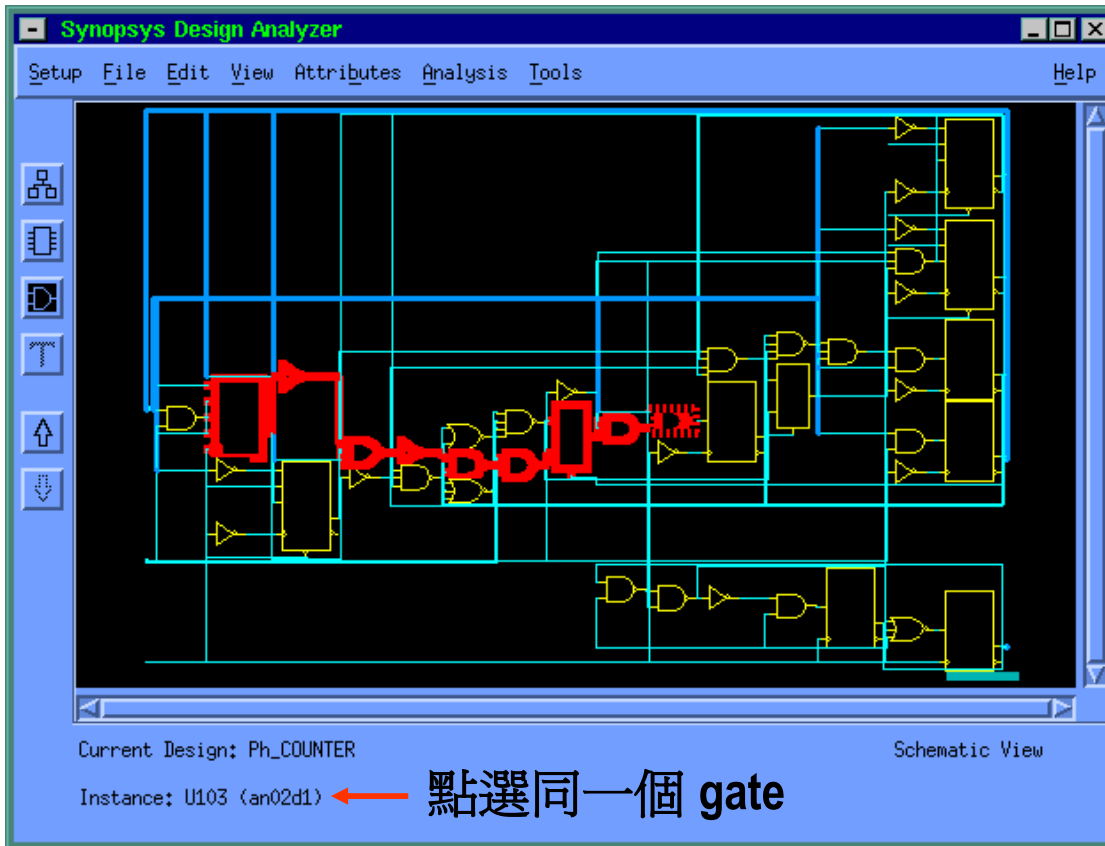 Synopsys Design Analyzer
Setup File Edit View Attributes Analysis Tools Help
Current Design: Ph_COUNTER Schematic View
Instance: U103 (an02d1) 點選同一個 gate